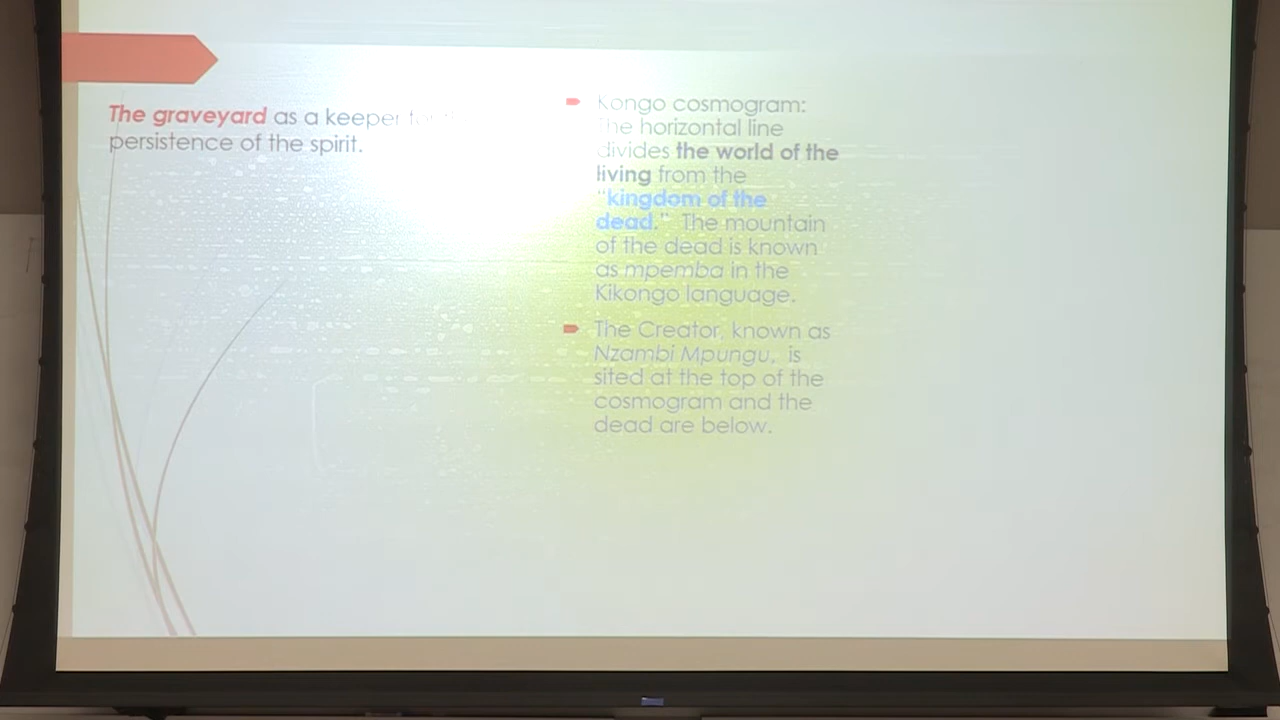 The graveyard as a keeper
persistence of the spirit.
Kongo cosmogram:
The horizontal line
divides the world of the
living from the
"kingdom of the
dead." The mountain
of the dead is known
as mpemba in the
Kikongo language.
The Creator, known as
Nzambi Mpungu, is
sited at the top of the
cosmogram and the
dead are below.